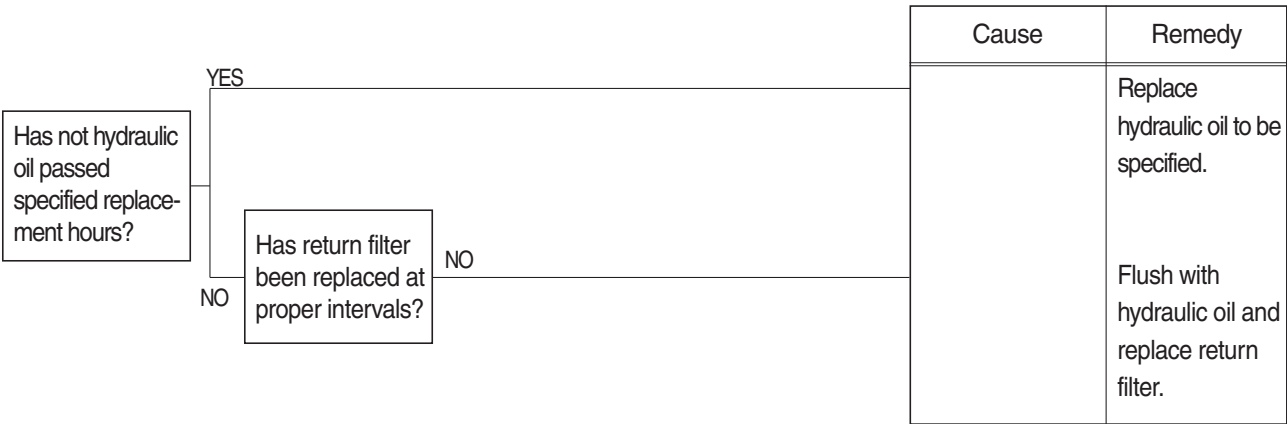 Cause
Remedy
YES
Replace
hydraulic oil to be
specified.
Has not hydraulic
oil passed
specified replace-
ment hours?
NO
Has return filter
been replaced at
proper intervals?
NO
Flush with
hydraulic oil and
replace return
filter.